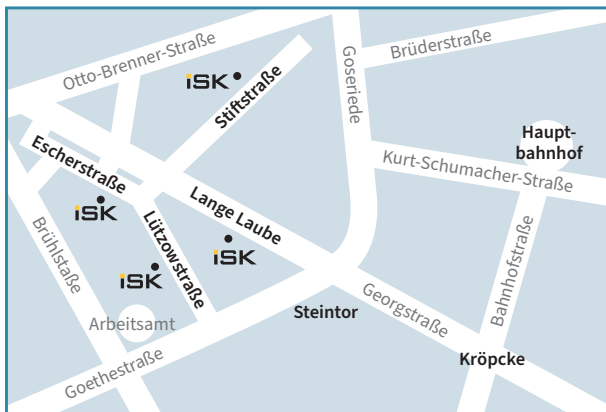 Otto-Brenner-Straße
Brüderstraße
Goseriede
iSK
Stiftstraße
Haupt-
bahnhof
Escherstraße
Kurt-Schumacher-Straße
iSK
Lange Laube
Lützowstraße
Brühlstaße
iSK
iSK
Bahnhofstraße
Georgstraße
Steintor
Arbeitsamt
Kröpcke
Goethestraße